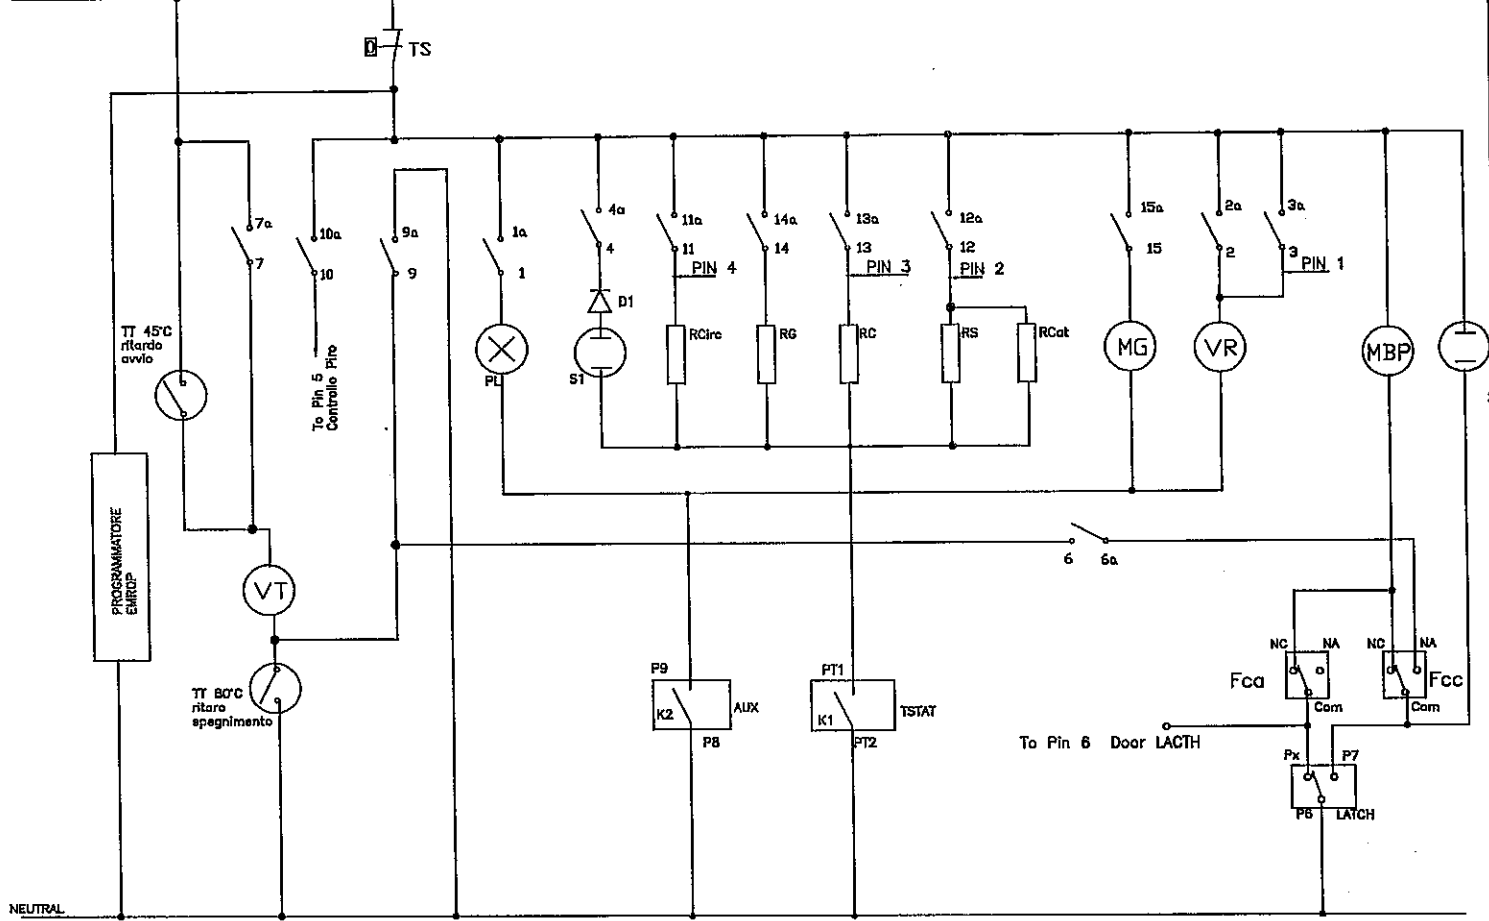 0 TS
7a
10a
9a
1a
4a
11a
14a
13a
12a
15a
2a
3a
7
10
9
1
4
11
14
13
12
15
2
3
PIN 4
PIN 3
PIN 2
PIN 1
TT 45°C
ritardo
avvio
To Pin 5
Controllo Piro
PL
D1
S1
RCirc
RG
RC
RS
RCat
MG
VR
MBP
6
6a
PROGRAMMATORE
EMROP
VT
TT 80°C
ritaro
spegnimento
P9
K2
AUX
P8
PT1
K1
TSTAT
PT2
NC
NA
Fca
Com
NC
NA
Fcc
Com
To Pin 6 Door LACTH
Px
P7
P6
LATCH
NEUTRAL